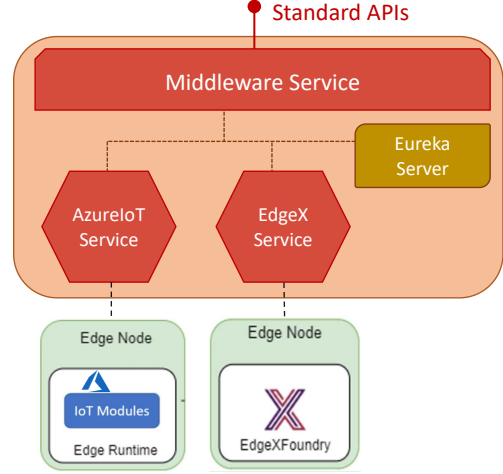 Standard APIs
Middleware Service
Eureka
Server
AzureIoT
Service
EdgeX
Service
Edge Node
IoT Modules
Edge Runtime
Edge Node
EdgeXFoundry